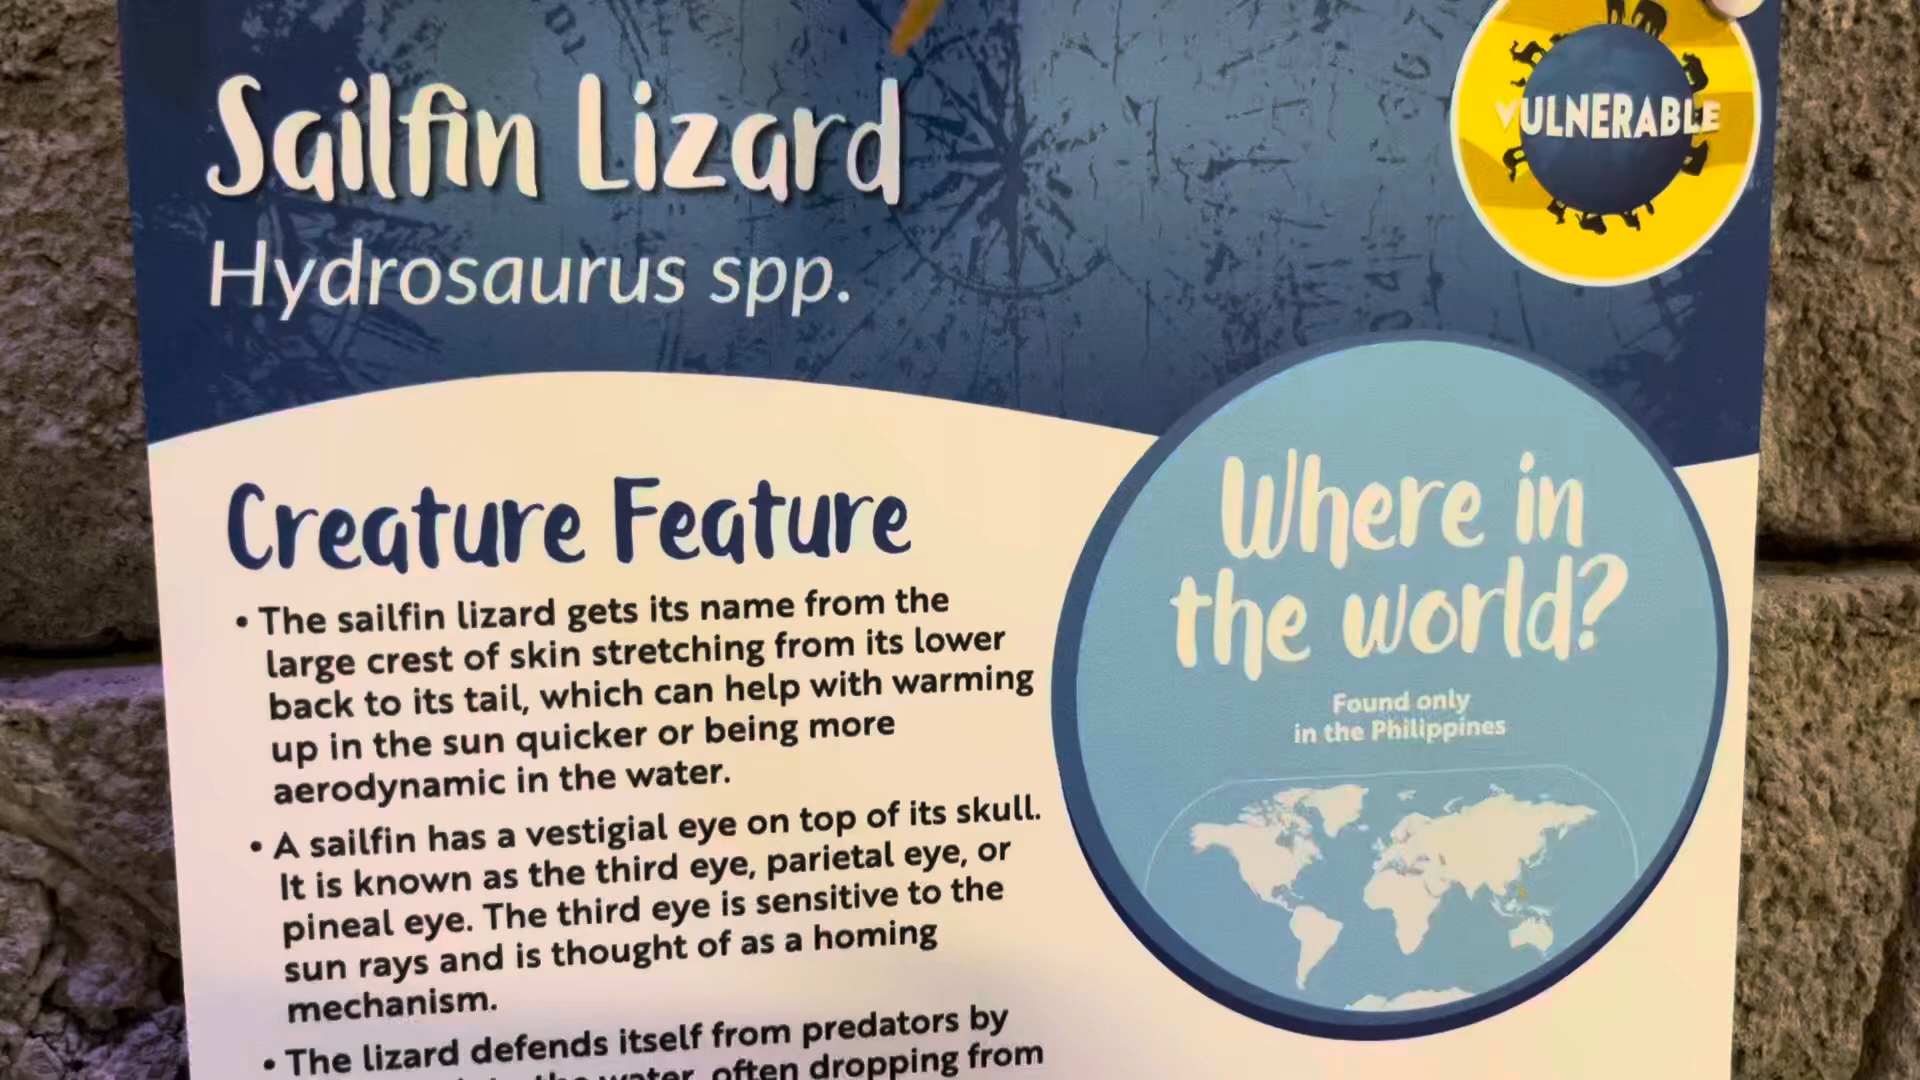 Sailfin Lizard
Hydrosaurus spp.
VULNERABLE
Creature Feature
• The sailfin lizard gets its name from the
large crest of skin stretching from its lower
back to its tail, which can help with warming
up in the sun quicker or being more
aerodynamic in the water.
• A sailfin has a vestigial eye on top of its skull.
It is known as the third eye, parietal eye, or
pineal eye. The third eye is sensitive to the
sun rays and is thought of as a homing
mechanism.
• The lizard defends itself from predators by
the water, often dropping from
Where in
the world?
Found only
in the Philippines